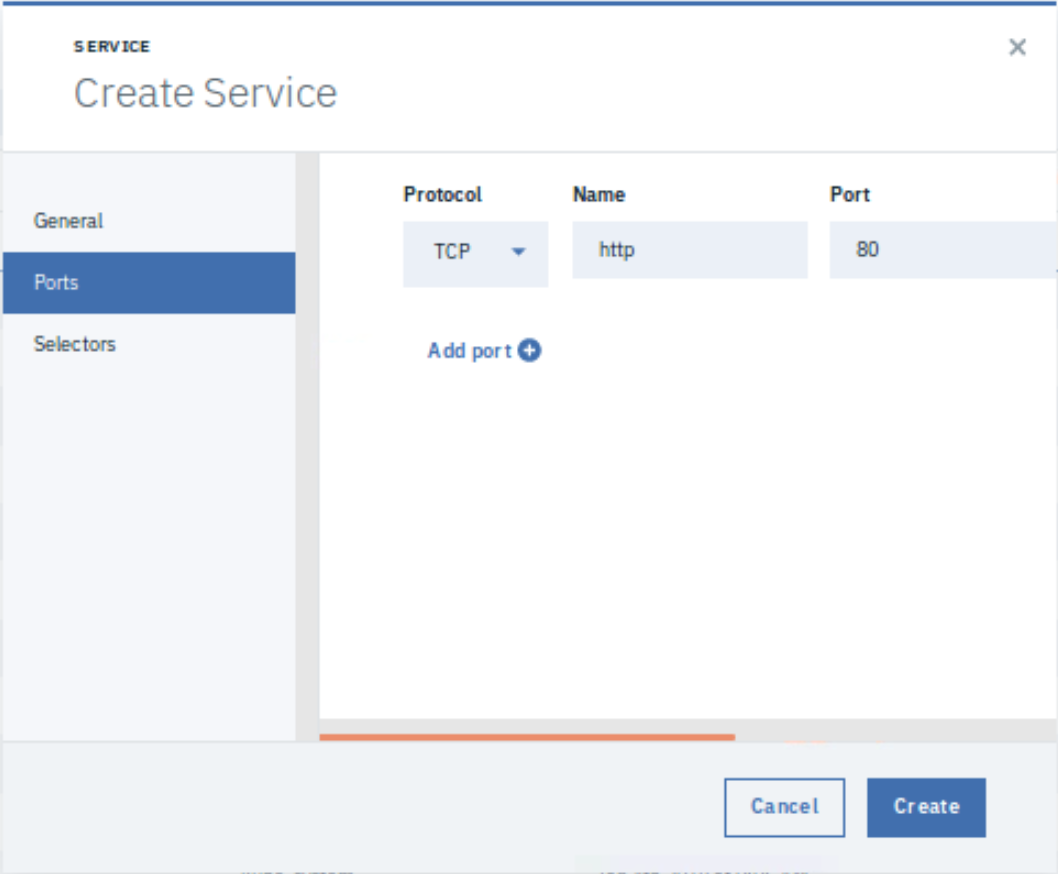 SERVICE
Create Service
General
Ports
Selectors
Protocol Name Port
TCP http 80
Add port
Cancel Create